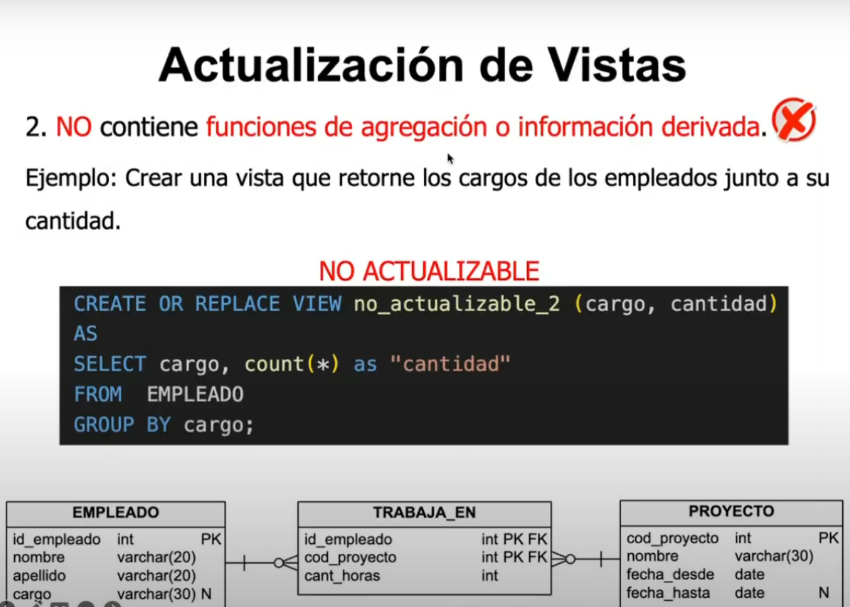 Actualización de Vistas
2. NO contiene funciones de agregación o información derivada.
Ejemplo: Crear una vista que retorne los cargos de los empleados junto a su
cantidad.
NO ACTUALIZABLE
CREATE OR REPLACE VIEW no_actualizable_2 (cargo, cantidad)
AS
SELECT cargo, count(*) as "cantidad"
FROM EMPLEADO
GROUP BY cargo;
EMPLEADO
id_empleado int PK
nombre varchar(20)
apellido varchar(20)
cargo varchar(30) N
TRABAJA_EN
id_empleado int PK FK
cod_proyecto int PK FK
cant_horas int
PROYECTO
cod_proyecto int PK
nombre varchar(30)
fecha_desde date
fecha_hasta date N